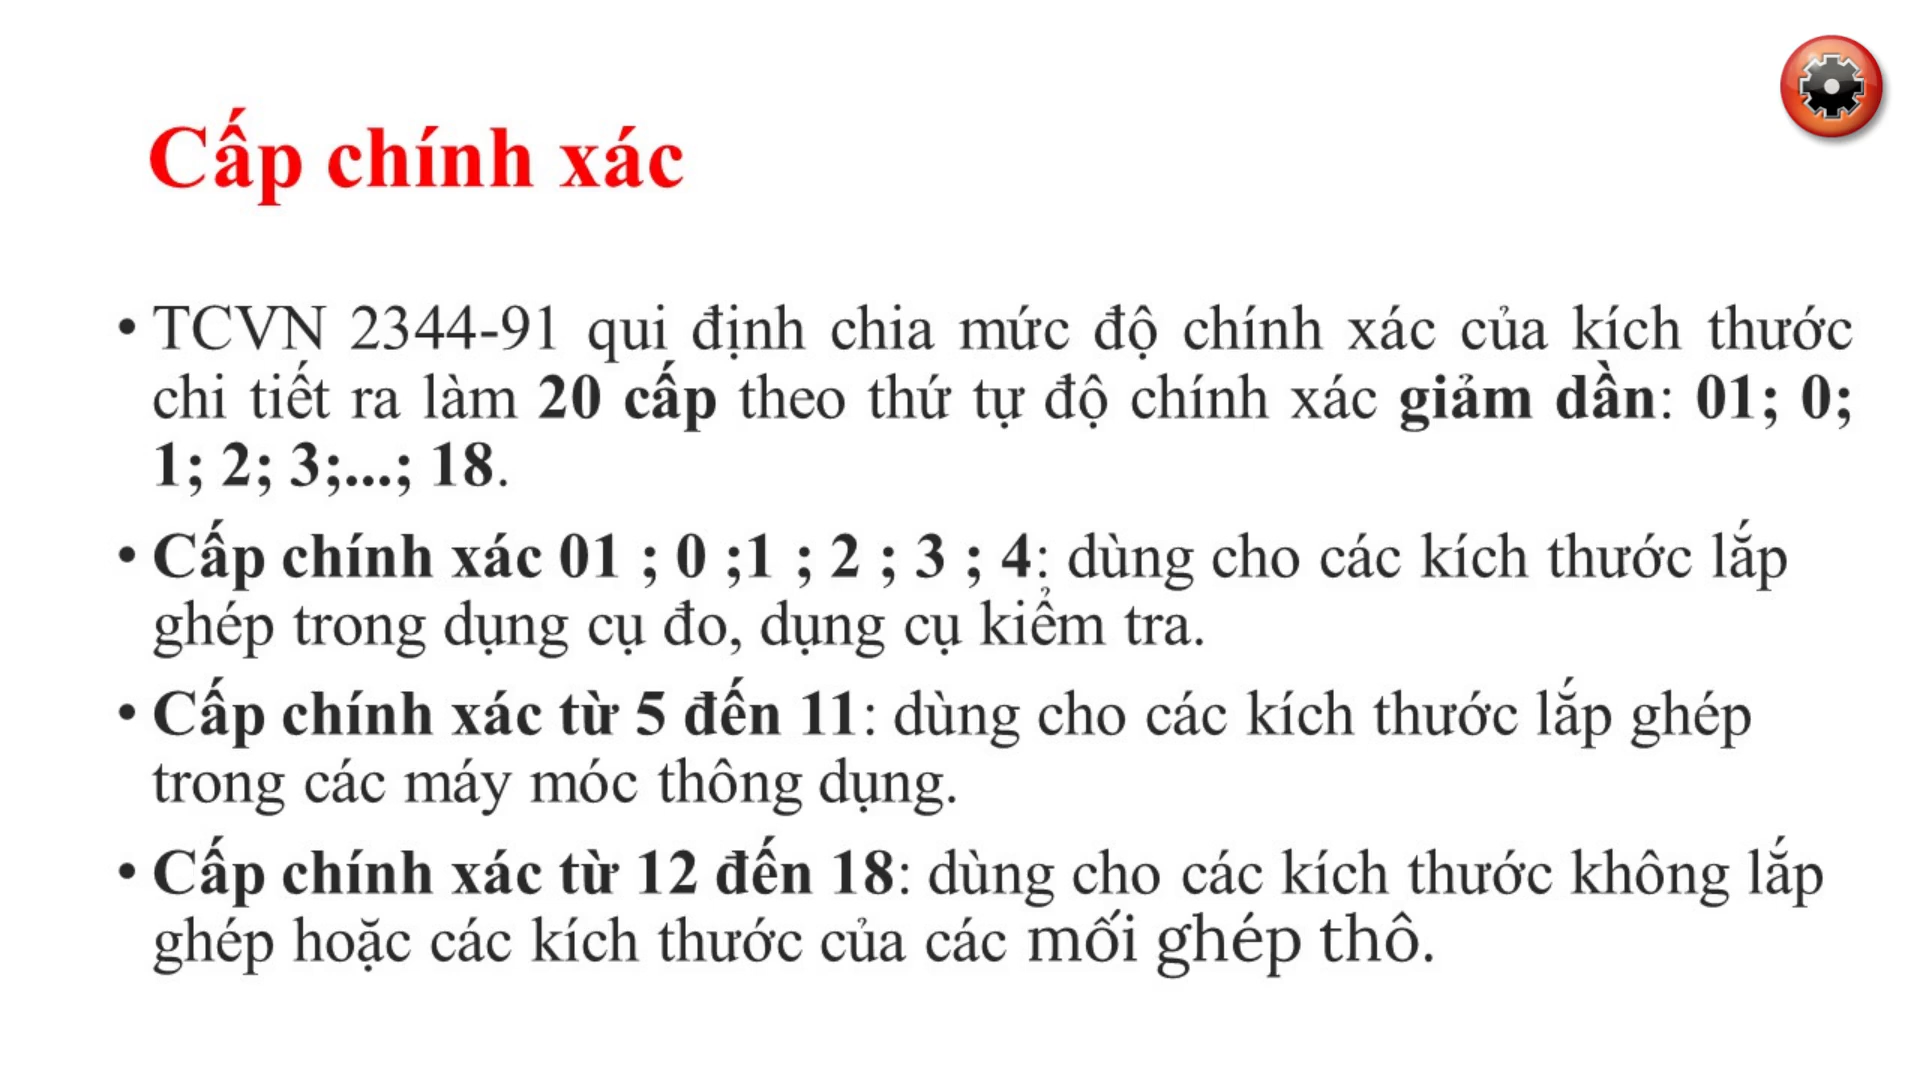 Cấp chính xác
• TCVN 2344-91 qui định chia mức độ chính xác của kích thước
chi tiết ra làm 20 cấp theo thứ tự độ chính xác giảm dần: 01; 0;
1; 2; 3;...; 18.
• Cấp chính xác 01 ; 0 ;1 ; 2 ; 3 ; 4: dùng cho các kích thước lắp
ghép trong dụng cụ đo, dụng cụ kiểm tra.
• Cấp chính xác từ 5 đến 11: dùng cho các kích thước lắp ghép
trong các máy móc thông dụng.
• Cấp chính xác từ 12 đến 18: dùng cho các kích thước không lắp
ghép hoặc các kích thước của các mối ghép thô.